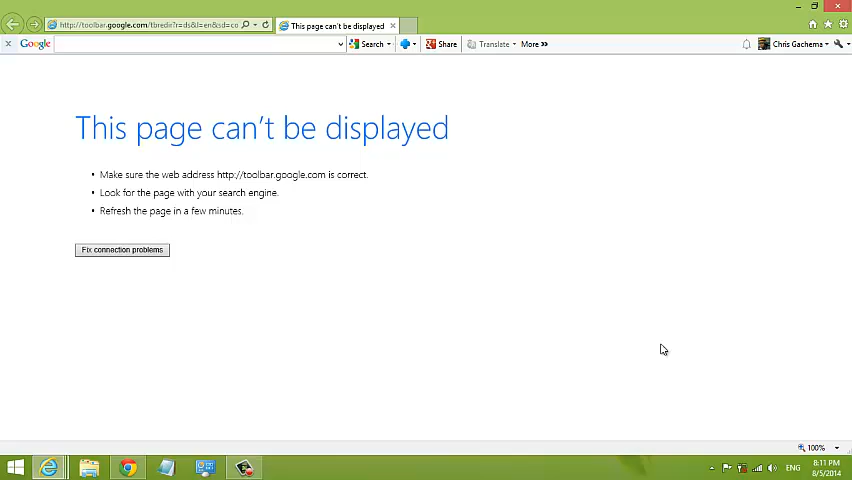 http://toolbar.google.com/tbredir?r=ds&l=en&sd=co
This page can't be displayed
Google
Search
Share
Translate
More »
Chris Gachema
This page can't be displayed
• Make sure the web address http://toolbar.google.com is correct.
• Look for the page with your search engine.
• Refresh the page in a few minutes.
Fix connection problems
100%
ENG
8:11 PM
8/5/2014